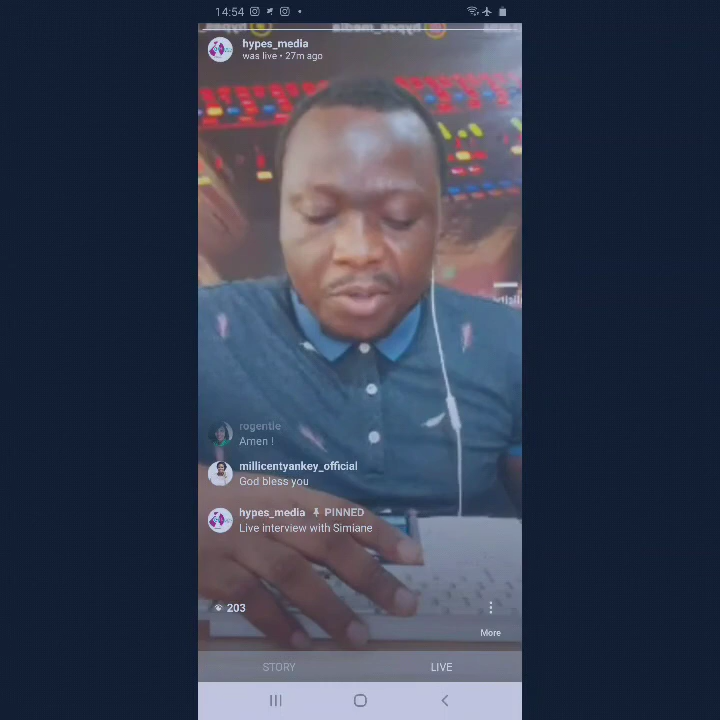 14:54
hypes_media
was live • 27m ago
rogentle
Amen !
millicentyankey_official
God bless you
hypes_media PINNED
Live interview with Simiane
203
More
STORY LIVE